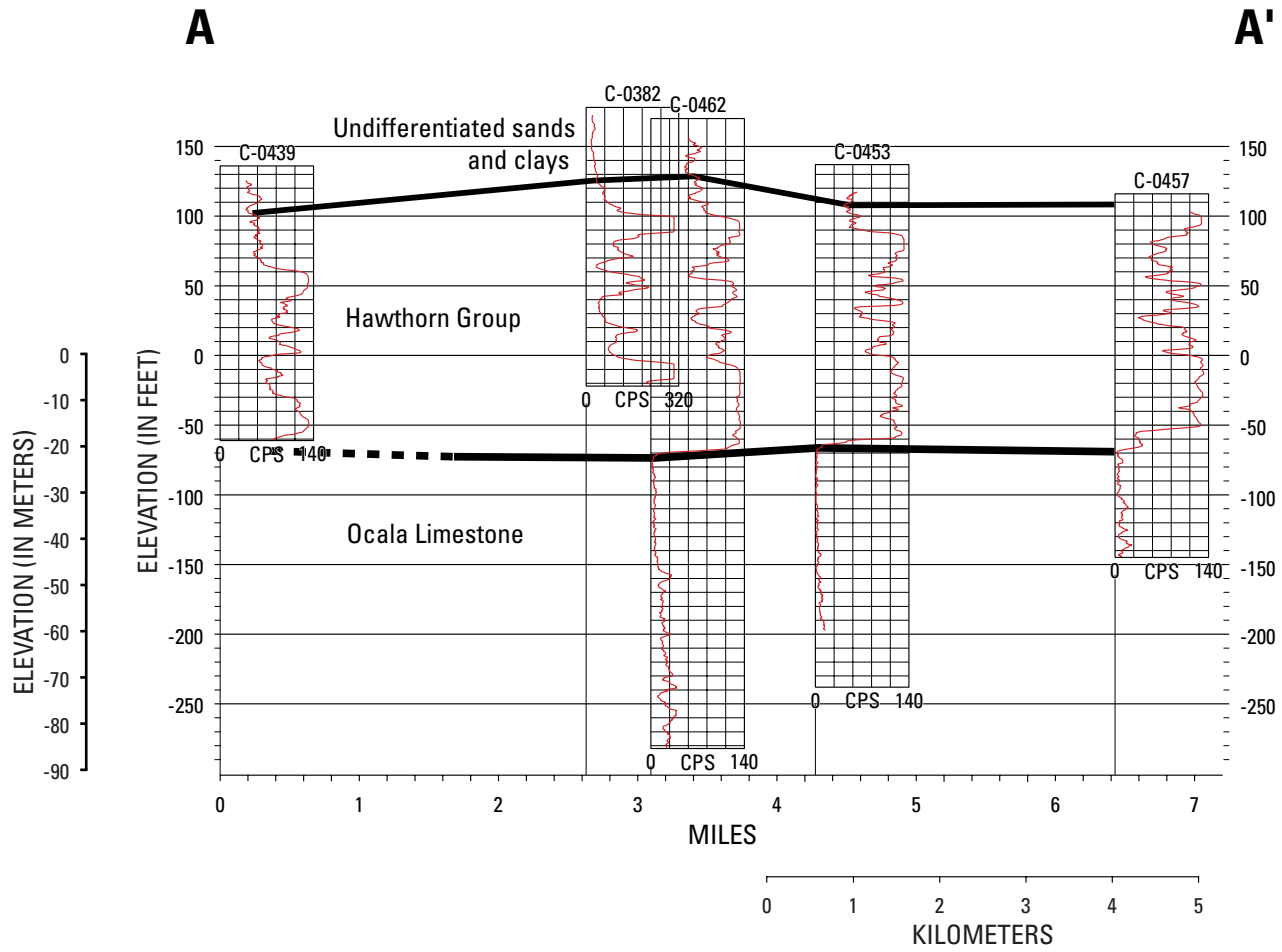 A
A'
C-0382
C-0462
Undifferentiated sands
and clays
C-0439
C-0453
C-0457
150
100
50
0
-50
-100
-150
-200
-250
150
100
50
0
-50
-100
-150
-200
-250
0
-10
-20
-30
-40
-50
-60
-70
-80
-90
ELEVATION (IN METERS)
ELEVATION (IN FEET)
Hawthorn Group
Ocala Limestone
0 CPS 140
0 CPS 320
0 CPS 140
0 CPS 140
0 CPS 140
0 1 2 3 4 5 6 7
MILES
0 1 2 3 4 5
KILOMETERS